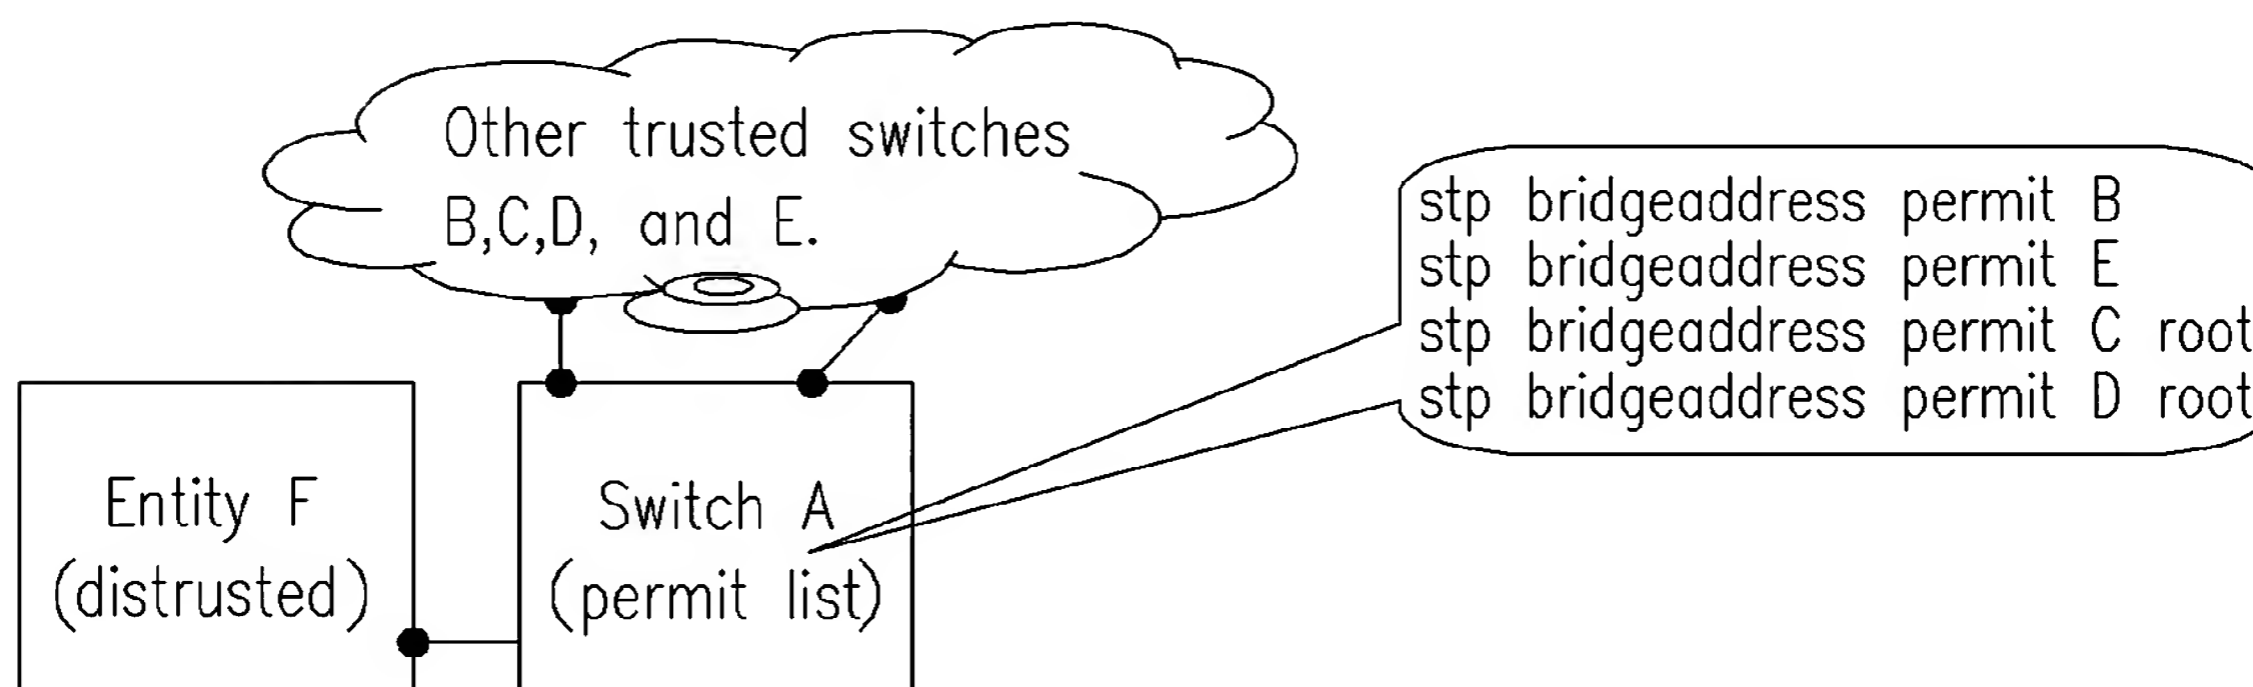 Other trusted switches
B,C,D, and E.
stp bridgeaddress permit B
stp bridgeaddress permit E
stp bridgeaddress permit C root
stp bridgeaddress permit D root
Entity F
(distrusted)
Switch A
(permit list)